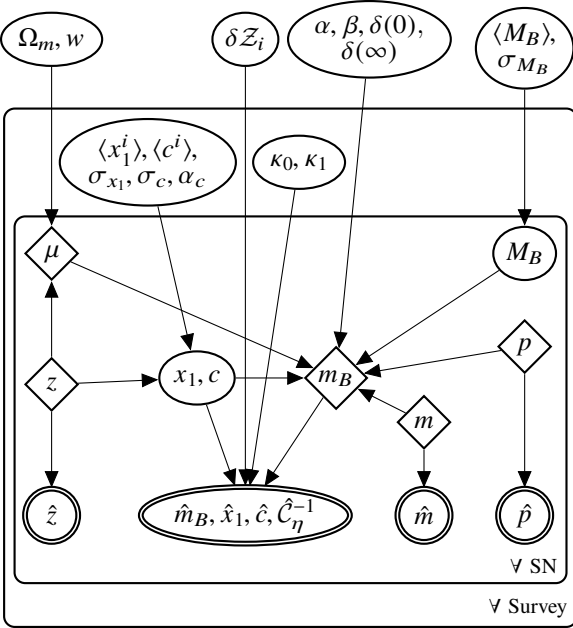 Ω_m, w
δ𝒵_i
α, β, δ(0),
δ(∞)
⟨M_B⟩,
σ_{M_B}
⟨x_1^i⟩, ⟨c^i⟩,
σ_{x_1}, σ_c, α_c
κ_0, κ_1
μ
M_B
z
x_1, c
m_B
p
m
ẑ
m̂_B, x̂_1, ĉ, Ĉ_η^{-1}
m̂
p̂
∀ SN
∀ Survey